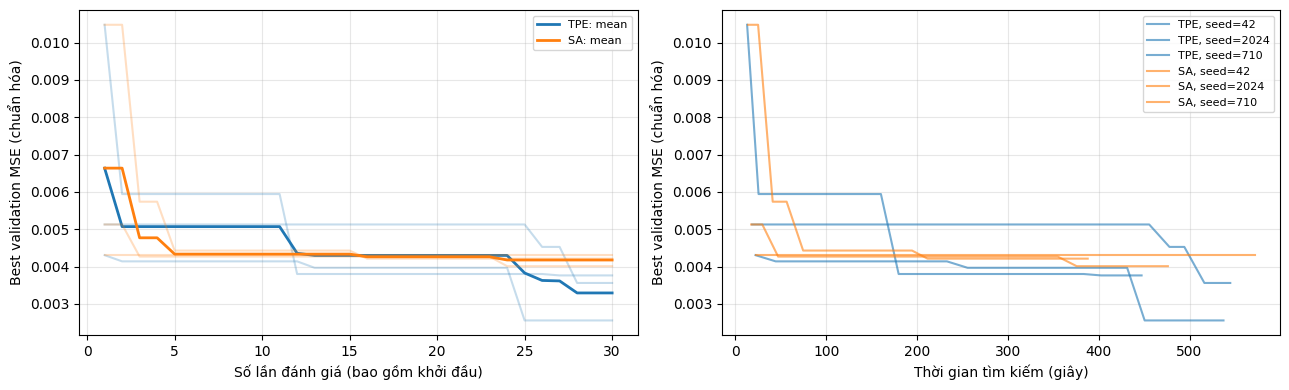 Best validation MSE (chuẩn hóa)
0.010
0.009
0.008
0.007
0.006
0.005
0.004
0.003
TPE: mean
SA: mean
0 5 10 15 20 25 30
Số lần đánh giá (bao gồm khởi đầu)
Best validation MSE (chuẩn hóa)
0.010
0.009
0.008
0.007
0.006
0.005
0.004
0.003
TPE, seed=42
TPE, seed=2024
TPE, seed=710
SA, seed=42
SA, seed=2024
SA, seed=710
0 100 200 300 400 500
Thời gian tìm kiếm (giây)